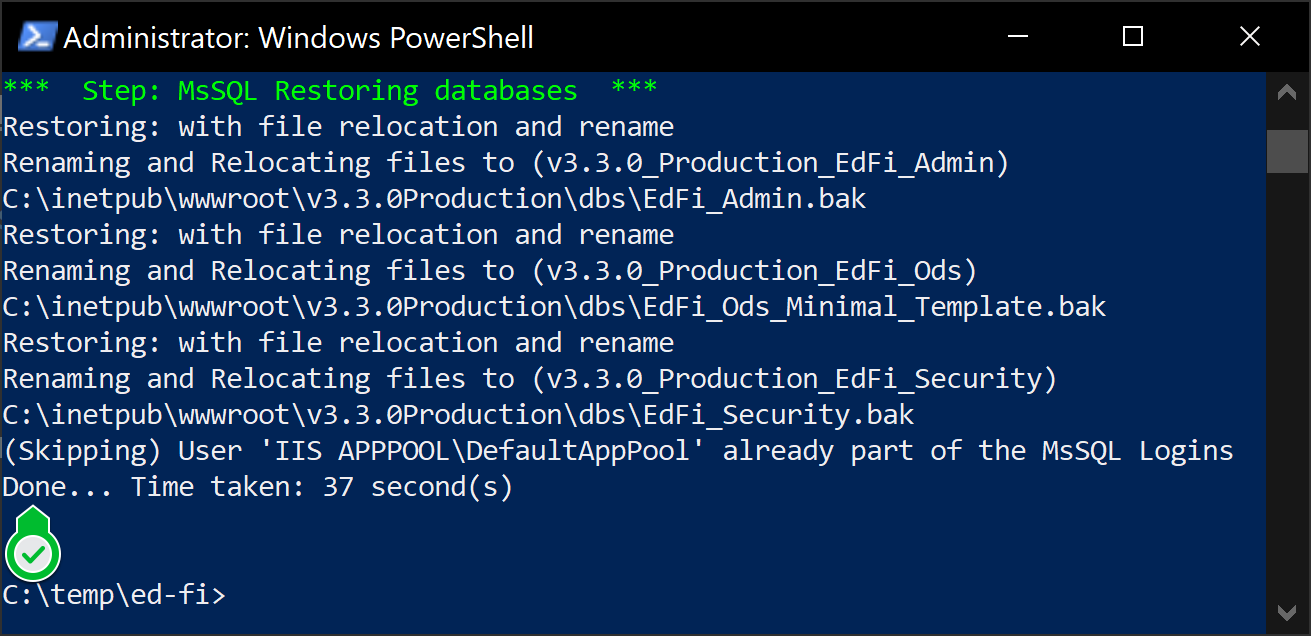 Administrator: Windows PowerShell
***  Step: MsSQL Restoring databases  ***
Restoring: with file relocation and rename
Renaming and Relocating files to (v3.3.0_Production_EdFi_Admin)
C:\inetpub\wwwroot\v3.3.0Production\dbs\EdFi_Admin.bak
Restoring: with file relocation and rename
Renaming and Relocating files to (v3.3.0_Production_EdFi_Ods)
C:\inetpub\wwwroot\v3.3.0Production\dbs\EdFi_Ods_Minimal_Template.bak
Restoring: with file relocation and rename
Renaming and Relocating files to (v3.3.0_Production_EdFi_Security)
C:\inetpub\wwwroot\v3.3.0Production\dbs\EdFi_Security.bak
(Skipping) User 'IIS APPPOOL\DefaultAppPool' already part of the MsSQL Logins
Done... Time taken: 37 second(s)
C:\temp\ed-fi>